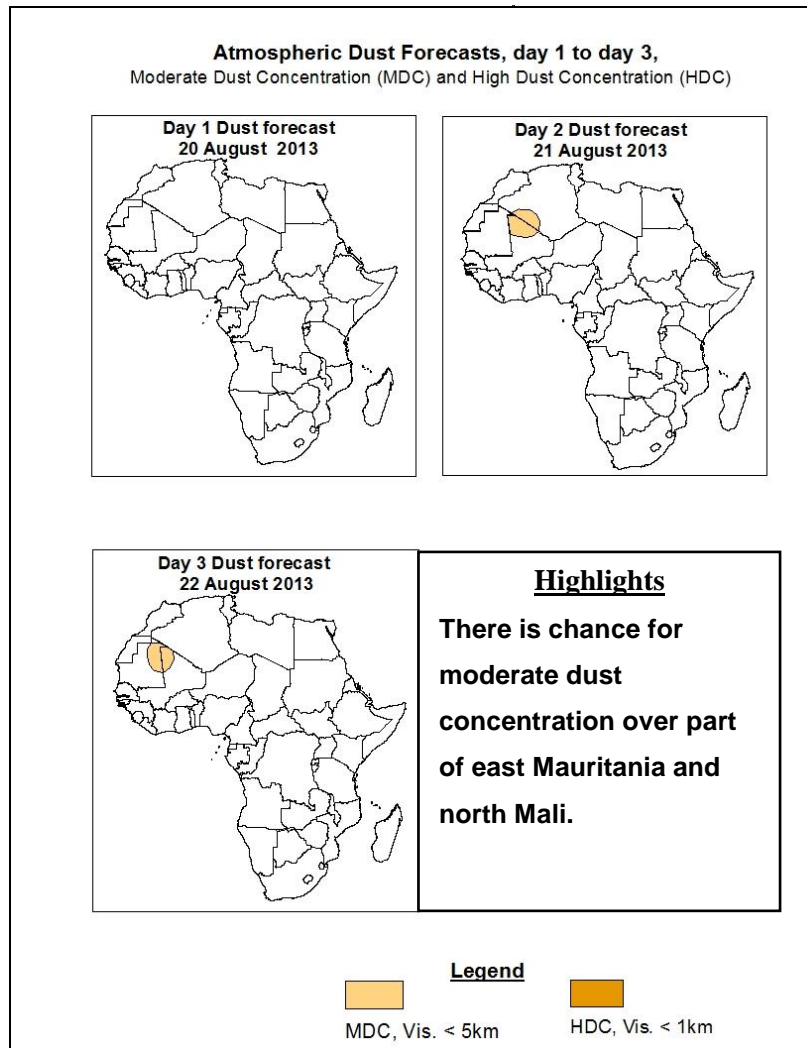 Atmospheric Dust Forecasts, day 1 to day 3,
Moderate Dust Concentration (MDC) and High Dust Concentration (HDC)
Day 1 Dust forecast
20 August 2013
Day 2 Dust forecast
21 August 2013
Day 3 Dust forecast
22 August 2013
Highlights
There is chance for
moderate dust
concentration over part
of east Mauritania and
north Mali.
Legend
MDC, Vis. < 5km
HDC, Vis. < 1km